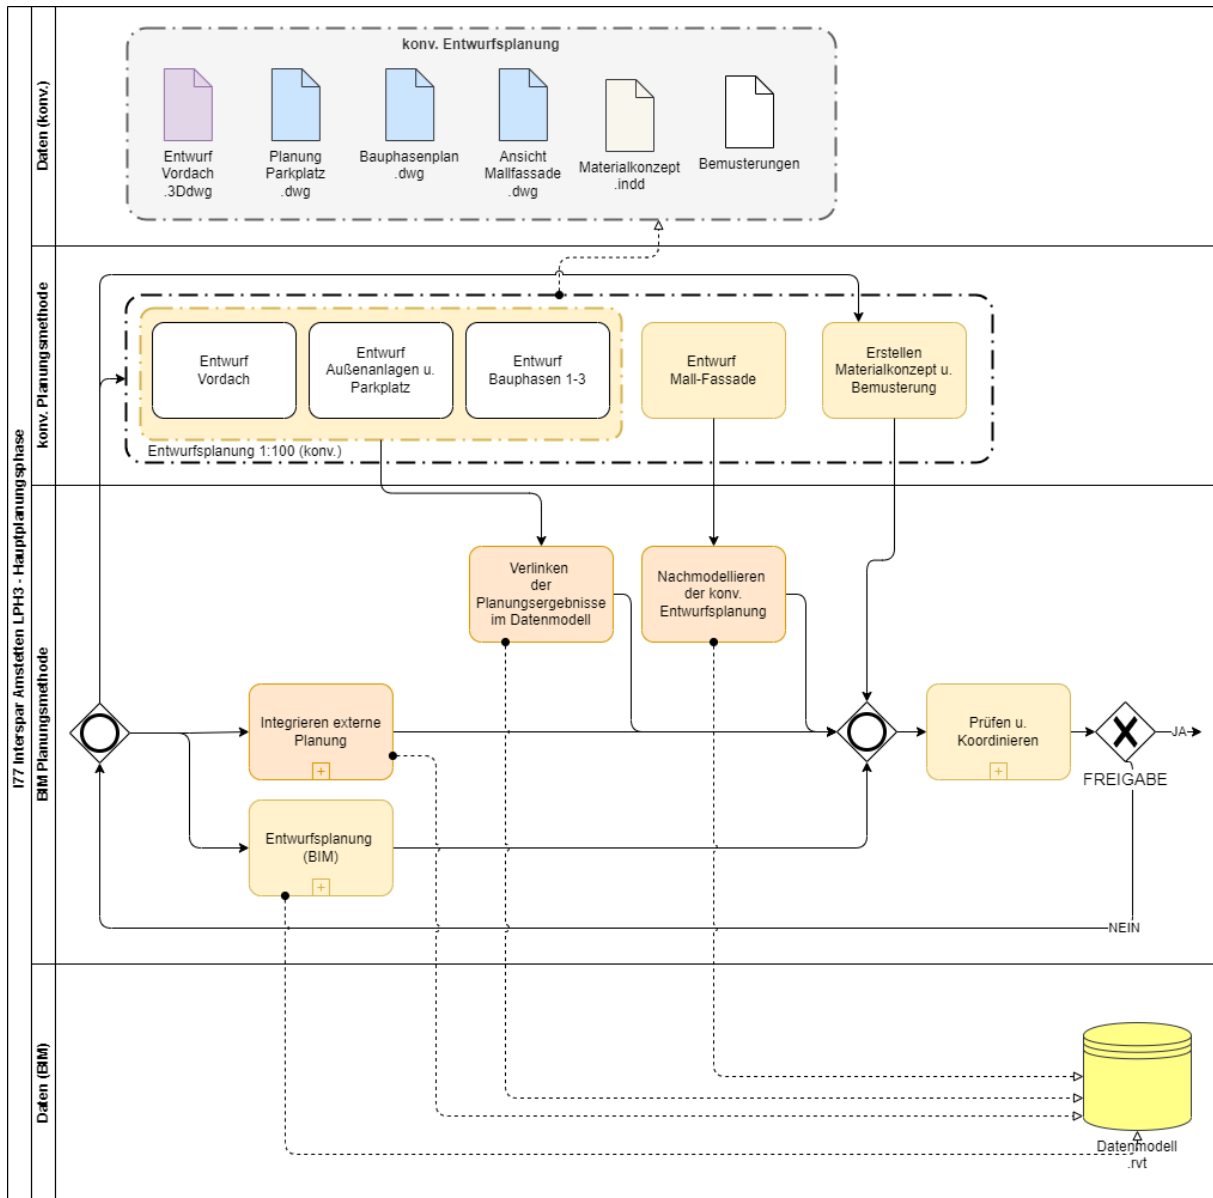 I77 Interspar Amstetten LPH3 - Hauptplanungsphase
Daten (konv.)
konv. Entwurfsplanung
Entwurf
Vordach
.3Ddwg
Planung
Parkplatz
.dwg
Bauphasenplan
.dwg
Ansicht
Mallfassade
.dwg
Materialkonzept
.indd
Bemusterungen
konv. Planungsmethode
Entwurf
Vordach
Entwurf
Außenanlagen u.
Parkplatz
Entwurf
Bauphasen 1-3
Entwurf
Mall-Fassade
Erstellen
Materialkonzept u.
Bemusterung
Entwurfsplanung 1:100 (konv.)
BIM Planungsmethode
Verlinken
der
Planungsergebnisse
im Datenmodell
Nachmodellieren
der konv.
Entwurfsplanung
Integrieren externe
Planung
Prüfen u.
Koordinieren
JA
FREIGABE
Entwurfsplanung
(BIM)
NEIN
Daten (BIM)
Datenmodell
.rvt